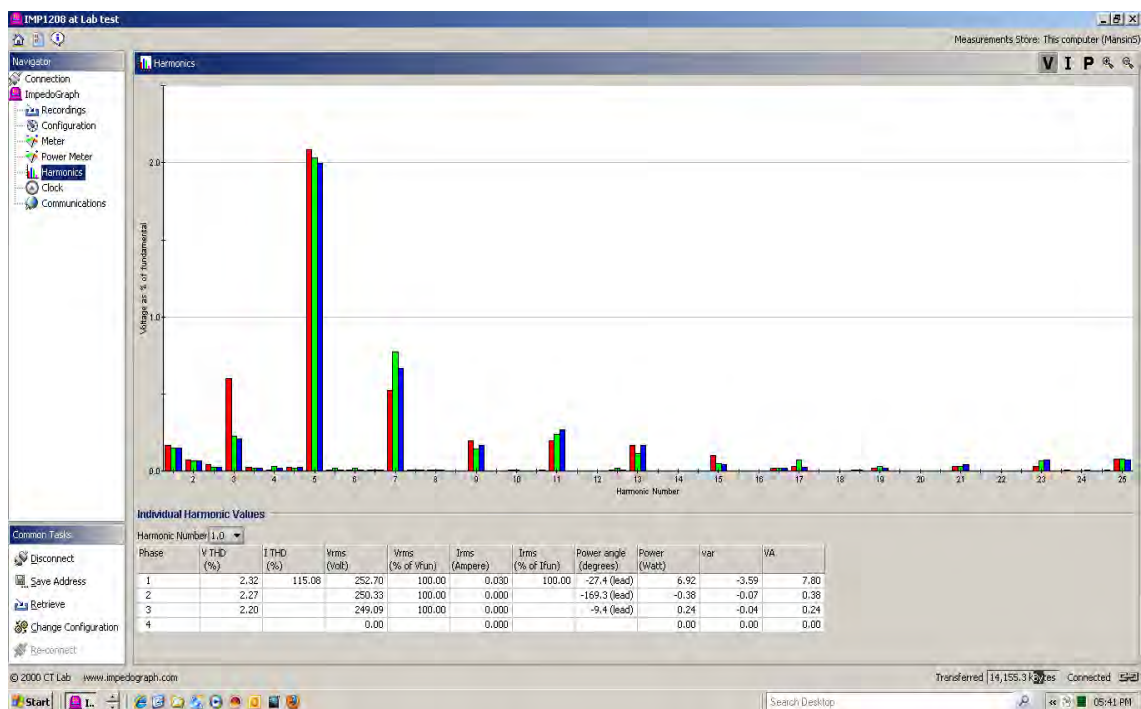 IMP1208 at Lab test
Measurements Store: This computer (Mansin5)
Navigator
Connection
ImpedoGraph
Recordings
Configuration
Meter
Power Meter
Harmonics
Clock
Communications
Harmonics
V I P
2.0
1.0
0.0
Voltage as % of fundamental
2 3 4 5 6 7 8 9 10 11 12 13 14 15 16 17 18 19 20 21 22 23 24 25
Harmonic Number
Individual Harmonic Values
Harmonic Number 1.0
Phase V THD (%) I THD (%) Vrms (Volt) Vrms (% of Vfun) Irms (Ampere) Irms (% of Ifun) Power angle (degrees) Power (Watt) var VA
1 2.32 115.08 252.70 100.00 0.030 100.00 -27.4 (lead) 6.92 -3.59 7.80
2 2.27 250.33 100.00 0.000 -169.3 (lead) -0.38 -0.07 0.38
3 2.20 249.09 100.00 0.000 -9.4 (lead) 0.24 -0.04 0.24
4 0.00 0.000 0.00 0.00 0.00
Common Tasks
Disconnect
Save Address
Retrieve
Change Configuration
Re-connect
© 2000 CT Lab www.impedograph.com
Transferred 14,155.3 kBytes Connected
Start I.. Search Desktop 05:41 PM